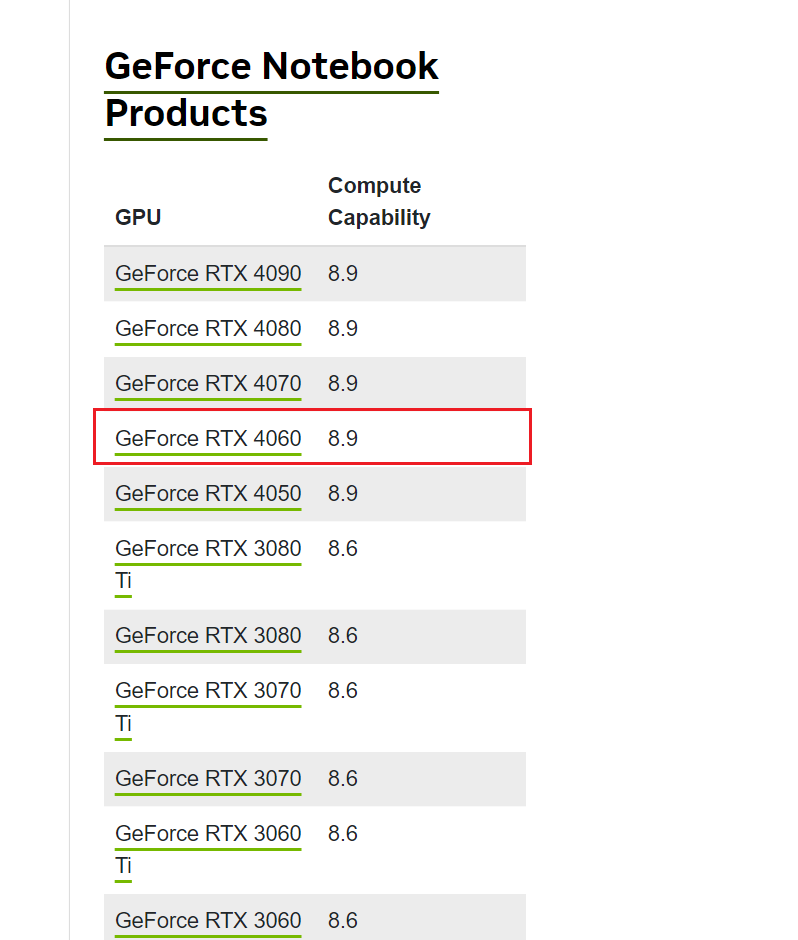 GeForce Notebook
Products
Compute
GPU Capability
GeForce RTX 4090 8.9
GeForce RTX 4080 8.9
GeForce RTX 4070 8.9
GeForce RTX 4060 8.9
GeForce RTX 4050 8.9
GeForce RTX 3080 8.6
Ti
GeForce RTX 3080 8.6
GeForce RTX 3070 8.6
Ti
GeForce RTX 3070 8.6
GeForce RTX 3060 8.6
Ti
GeForce RTX 3060 8.6